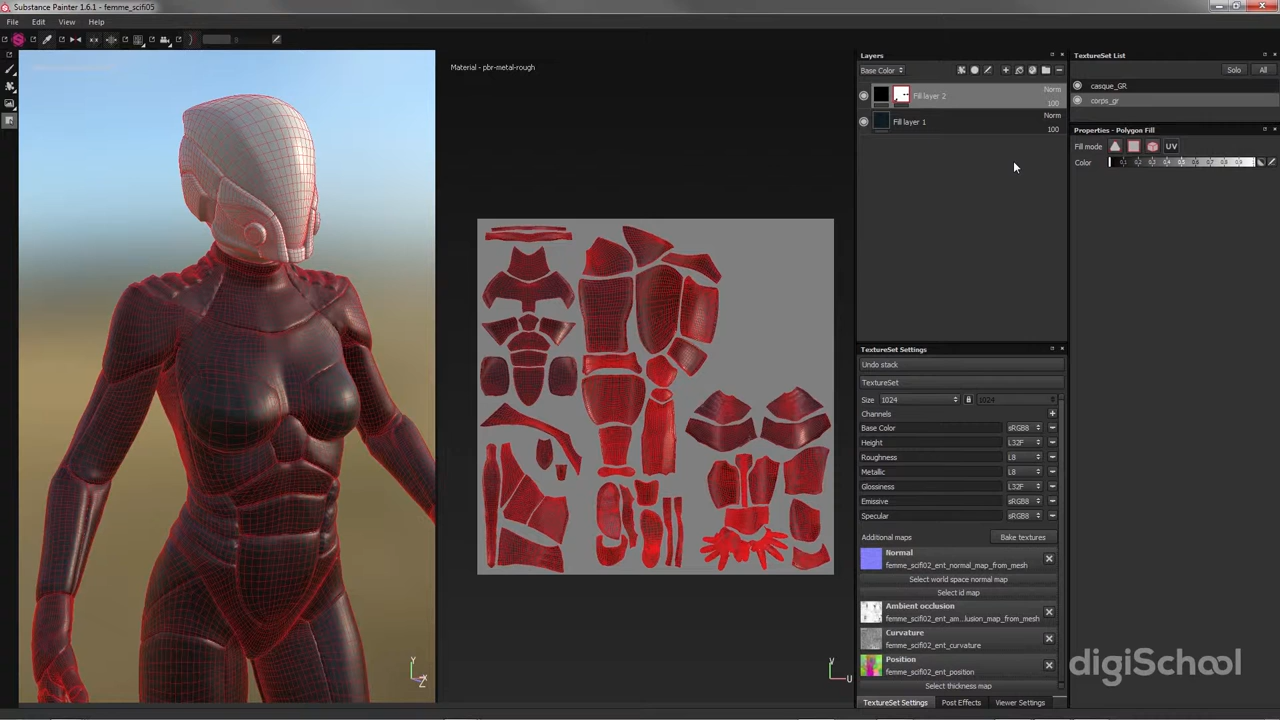 Substance Painter 1.6.1 - femme_scifi05
File Edit View Help
Material - pbr-metal-rough
Layers
Base Color
Fill layer 2
Norm
100
Fill layer 1
Norm
100
TextureSet List
Solo All
casque_GR
corps_gr
Properties - Polygon Fill
Fill mode UV
Color
TextureSet Settings
Undo stack
TextureSet
Size 1024 1024
Channels
Base Color sRGB8
Height L32F
Roughness L8
Metallic L8
Glossiness L32F
Emissive sRGB8
Specular sRGB8
Additional maps Bake textures
Normal
femme_scifi02_ent_normal_map_from_mesh
Select world space normal map
Select id map
Ambient occlusion
femme_scifi02_ent_am...lusion_map_from_mesh
Curvature
femme_scifi02_ent_curvature
Position
femme_scifi02_ent_position
Select thickness map
TextureSet Settings Post Effects Viewer Settings
Y
Z
V
U
digiSchool